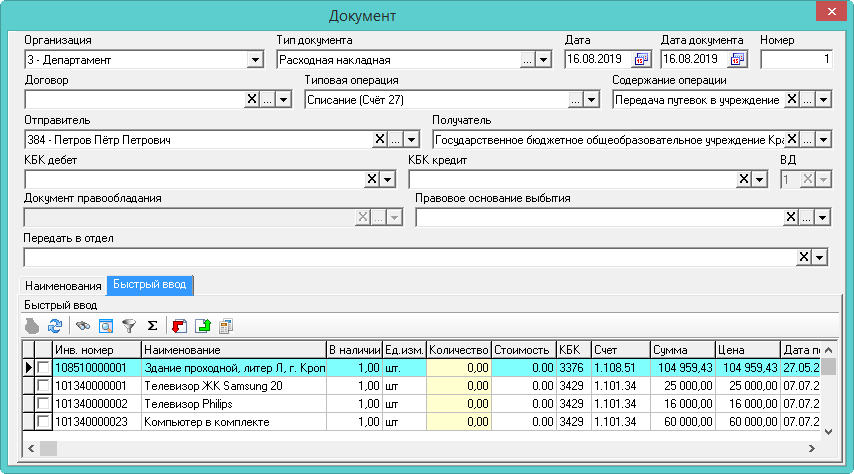 Документ
Организация Тип документа Дата Дата документа Номер
3 - Департамент Расходная накладная ... 16.08.2019 15 16.08.2019 15 1
Договор Типовая операция Содержание операции
X ... Списание (Счёт 27) ... Передача путевок в учреждение X ...
Отправитель Получатель
384 - Петров Пётр Петрович X ... Государственное бюджетное общеобразовательное учреждение Кра X ...
КБК дебет КБК кредит ВД
X X 1 X
Документ правообладания Правовое основание выбытия
X ... X ...
Передать в отдел
X
Наименования Быстрый ввод
Быстрый ввод
Σ
Инв. номер Наименование В наличии Ед.изм. Количество Стоимость КБК Счет Сумма Цена Дата по
108510000001 Здание проходной, литер Л, г. Кроп 1,00 шт. 0,00 0.00 3376 1.108.51 104 959,43 104 959,43 27.05.2
101340000001 Телевизор ЖК Samsung 20 1,00 шт 0,00 0.00 3429 1.101.34 25 000,00 25 000,00 07.07.2
101340000002 Телевизор Philips 1,00 шт 0,00 0.00 3429 1.101.34 16 000,00 16 000,00 07.07.2
101340000023 Компьютер в комплекте 1,00 шт 0,00 0.00 3429 1.101.34 60 000,00 60 000,00 07.07.2